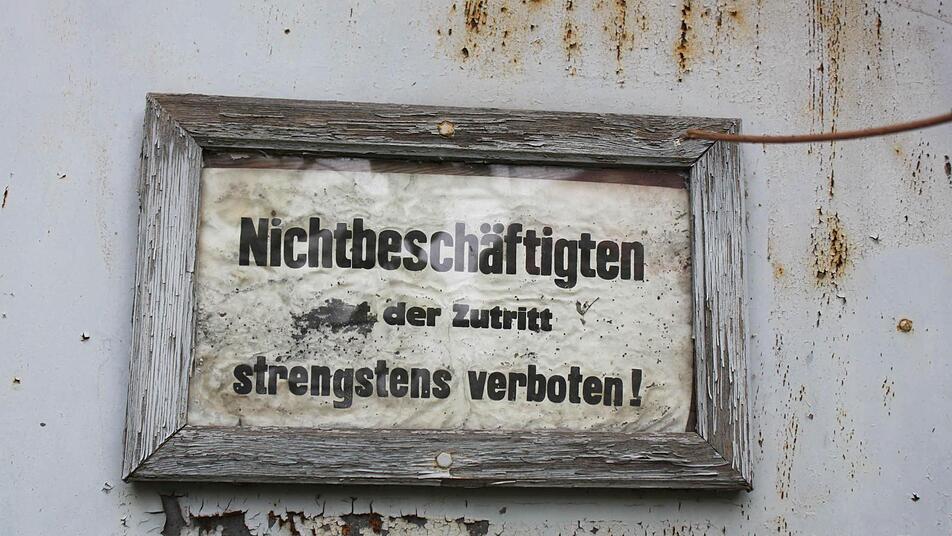 Nichtbeschäftigten
der Zutritt
strengstens verboten!